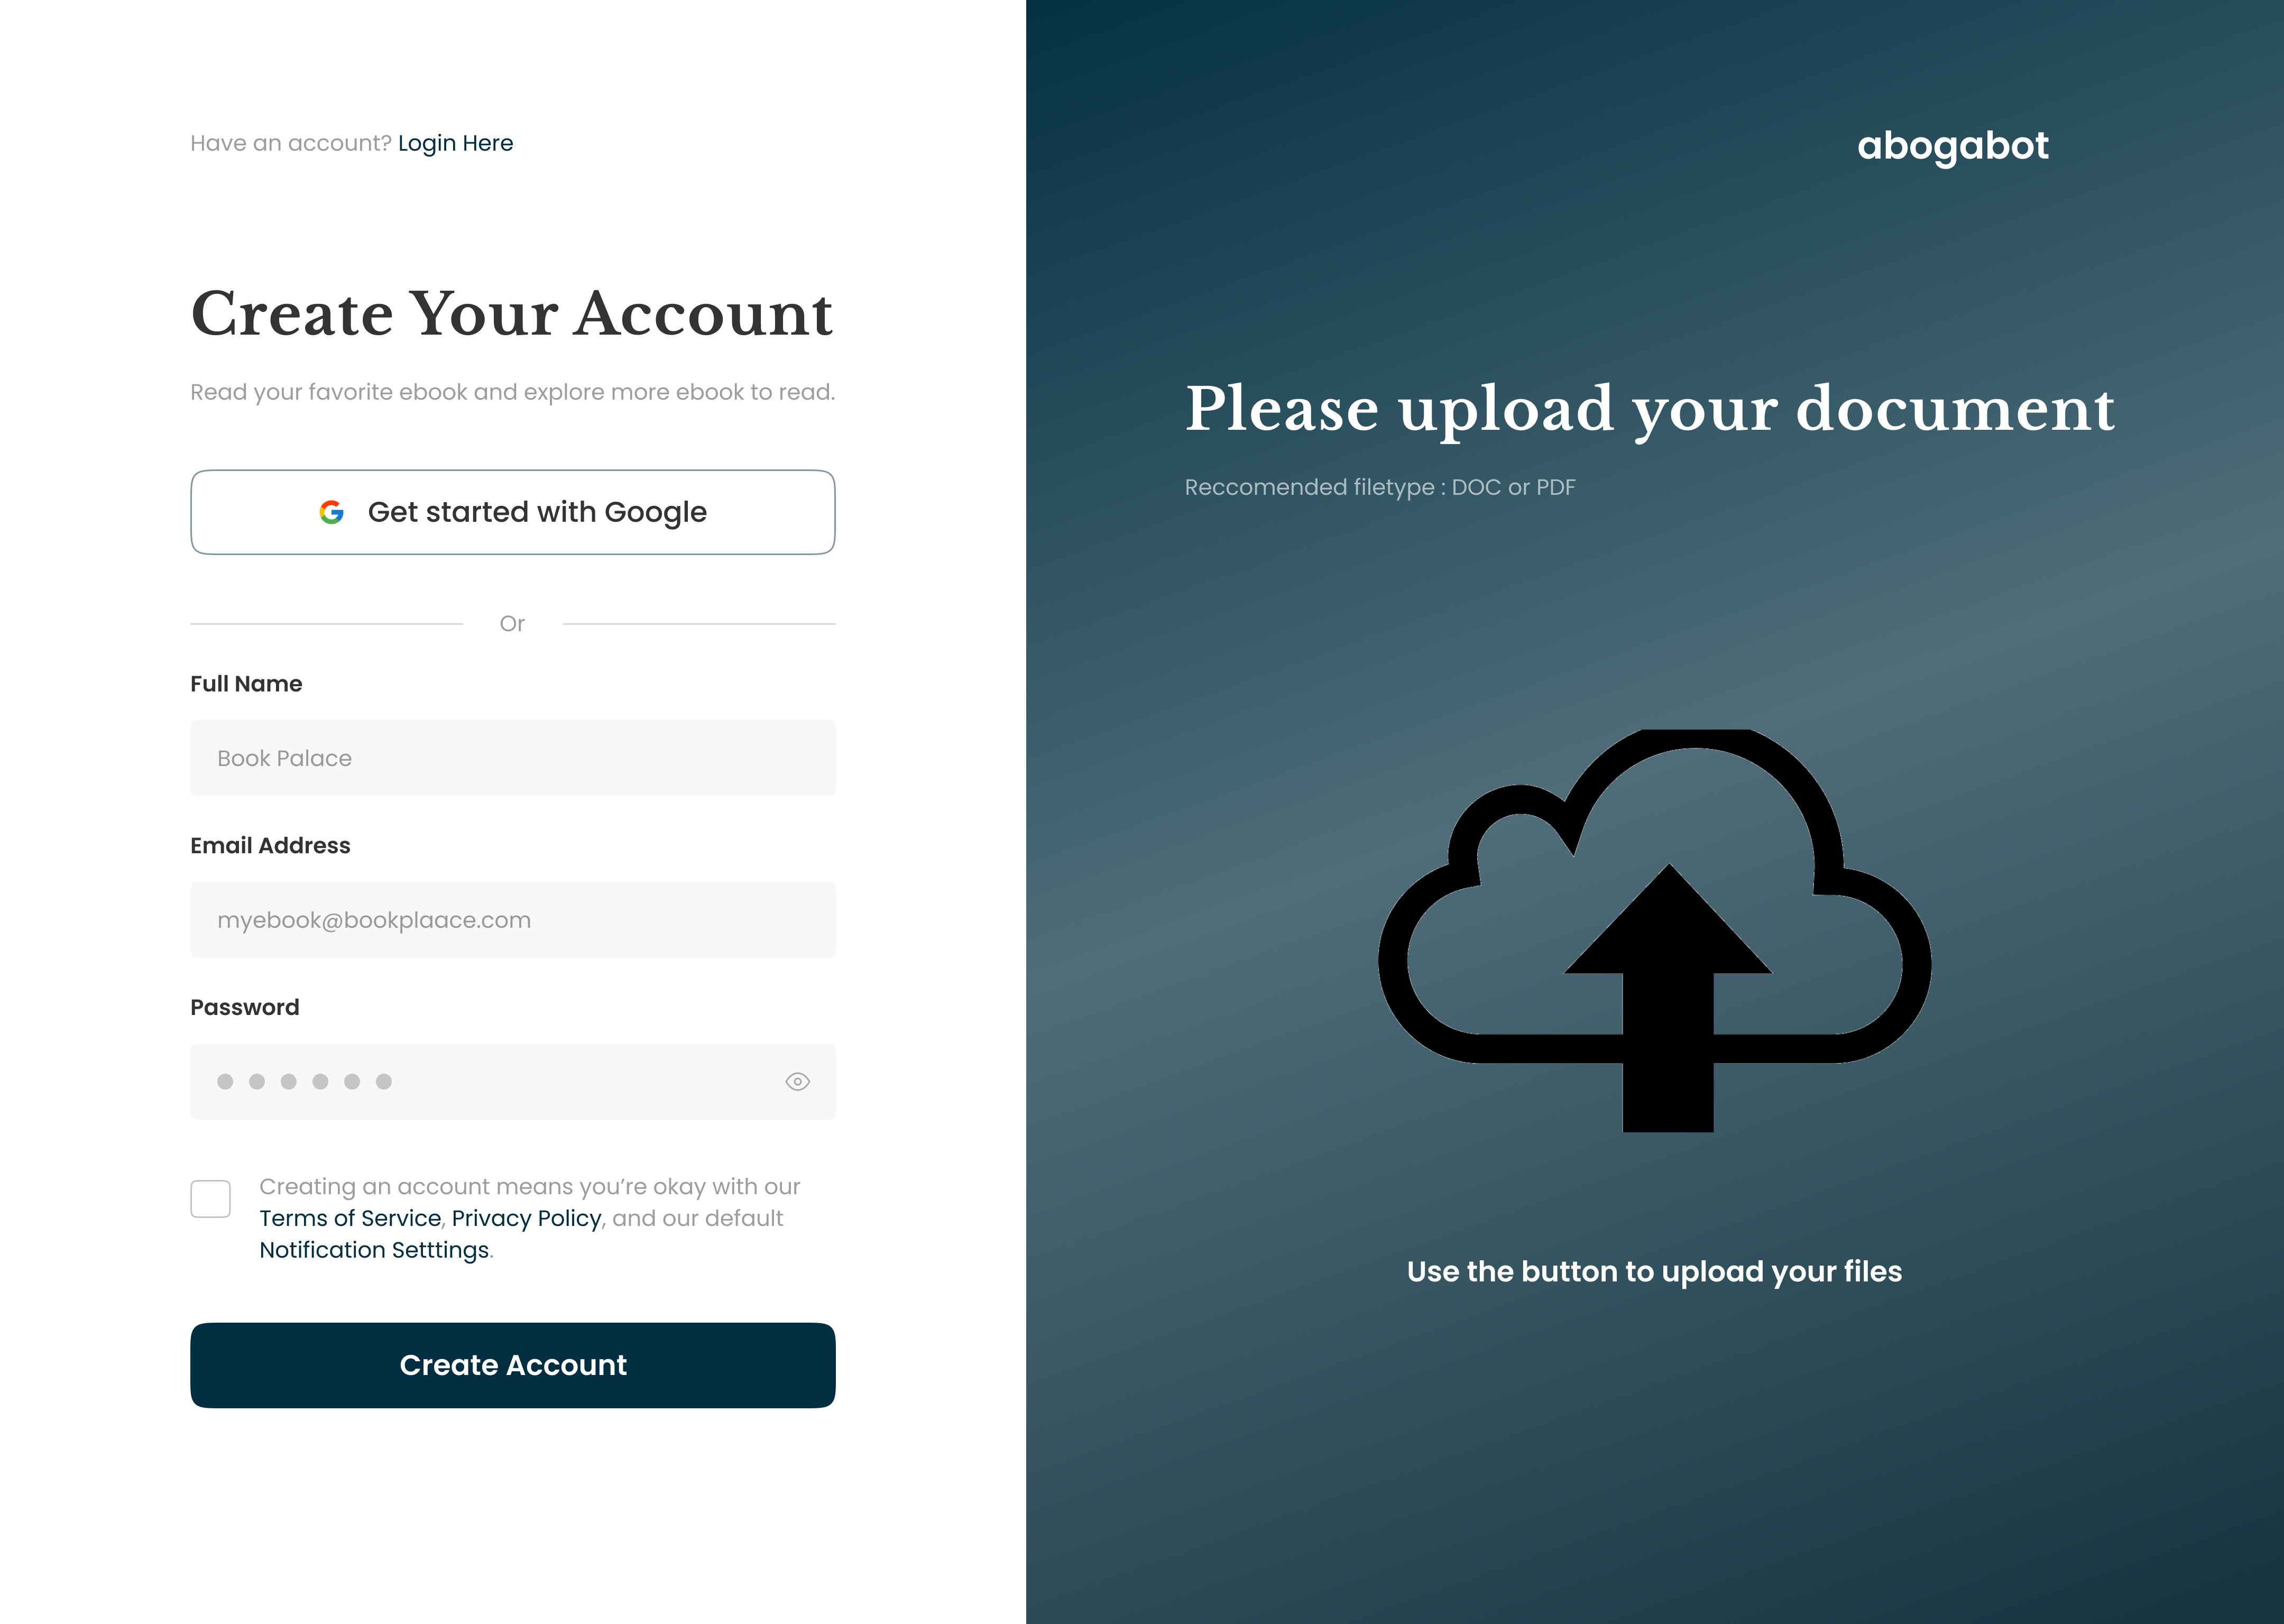 Have an account? Login Here
Create Your Account
Read your favorite ebook and explore more ebook to read.
Get started with Google
Or
Full Name
Book Palace
Email Address
myebook@bookplaace.com
Password
Creating an account means you’re okay with our
Terms of Service, Privacy Policy, and our default
Notification Setttings.
Create Account
abogabot
Please upload your document
Reccomended filetype : DOC or PDF
Use the button to upload your files